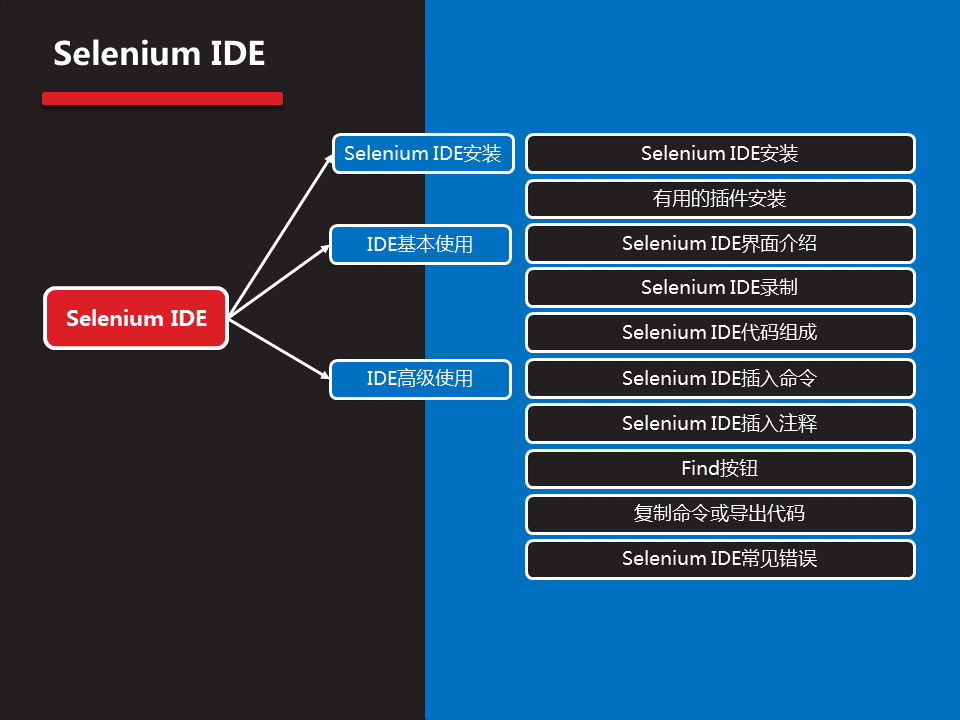 Selenium IDE
Selenium IDE安装
Selenium IDE安装
有用的插件安装
IDE基本使用
Selenium IDE界面介绍
Selenium IDE录制
Selenium IDE
Selenium IDE代码组成
IDE高级使用
Selenium IDE插入命令
Selenium IDE插入注释
Find按钮
复制命令或导出代码
Selenium IDE常见错误